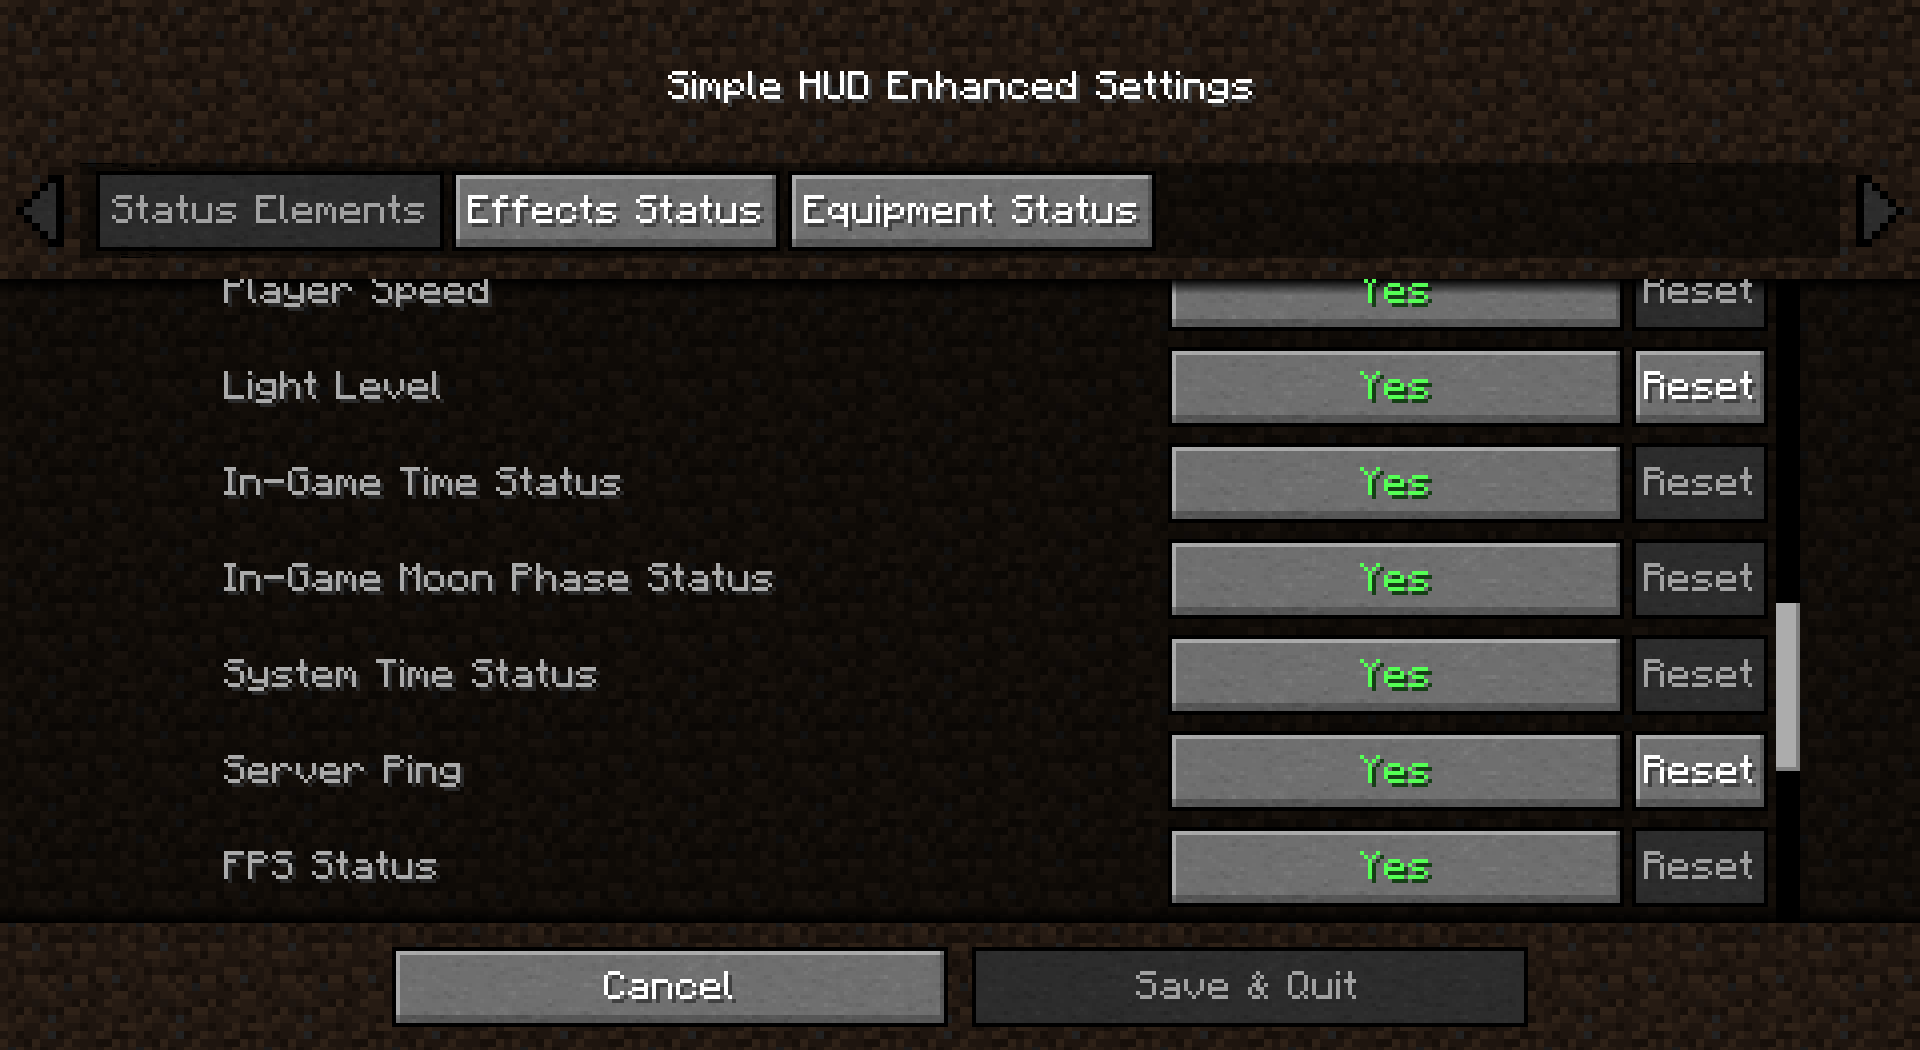 Simple HUD Enhanced Settings
Status Elements Effects Status Equipment Status
Player Speed Yes Reset
Light Level Yes Reset
In-Game Time Status Yes Reset
In-Game Moon Phase Status Yes Reset
System Time Status Yes Reset
Server Ping Yes Reset
FPS Status Yes Reset
Cancel Save & Quit